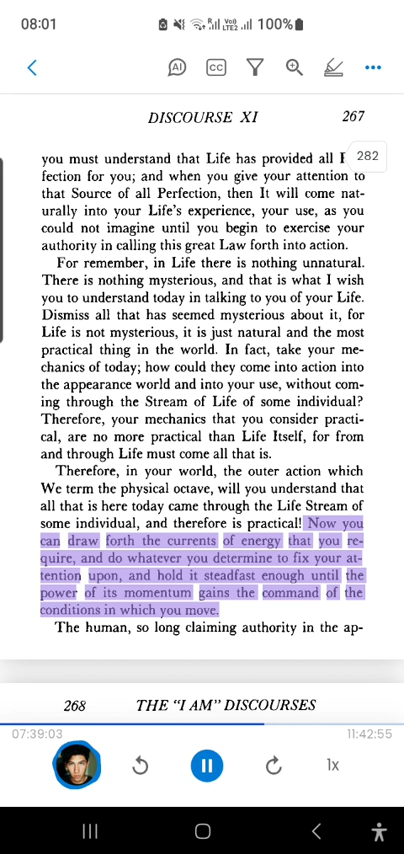 08:01
Vo)) LTE2 100%
AI CC
DISCOURSE XI 267
282
you must understand that Life has provided all
fection for you; and when you give your attention to
that Source of all Perfection, then It will come nat-
urally into your Life's experience, your use, as you
could not imagine until you begin to exercise your
authority in calling this great Law forth into action.
For remember, in Life there is nothing unnatural.
There is nothing mysterious, and that is what I wish
you to understand today in talking to you of your Life.
Dismiss all that has seemed mysterious about it, for
Life is not mysterious, it is just natural and the most
practical thing in the world. In fact, take your me-
chanics of today; how could they come into action into
the appearance world and into your use, without com-
ing through the Stream of Life of some individual?
Therefore, your mechanics that you consider practi-
cal, are no more practical than Life Itself, for from
and through Life must come all that is.
Therefore, in your world, the outer action which
We term the physical octave, will you understand that
all that is here today came through the Life Stream of
some individual, and therefore is practical! Now you
can draw forth the currents of energy that you re-
quire, and do whatever you determine to fix your at-
tention upon, and hold it steadfast enough until the
power of its momentum gains the command of the
conditions in which you move.
The human, so long claiming authority in the ap-
268 THE "I AM" DISCOURSES
07:39:03 11:42:55
1x